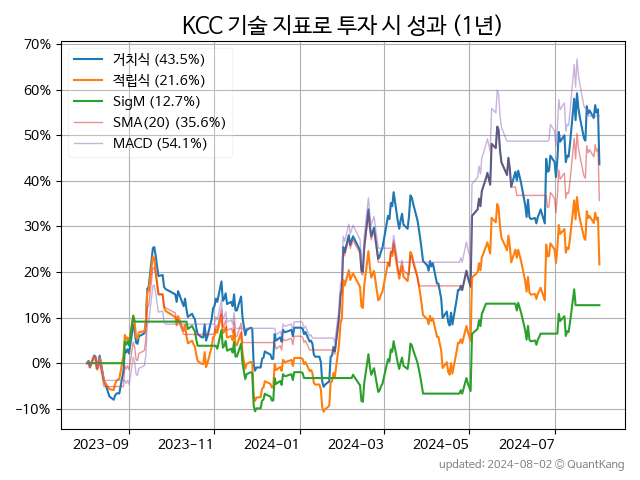 KCC 기술 지표로 투자 시 성과 (1년)
70%
60%
50%
40%
30%
20%
10%
0%
−10%
거치식 (43.5%)
적립식 (21.6%)
SigM (12.7%)
SMA(20) (35.6%)
MACD (54.1%)
2023-09
2023-11
2024-01
2024-03
2024-05
2024-07
updated: 2024-08-02 © QuantKang